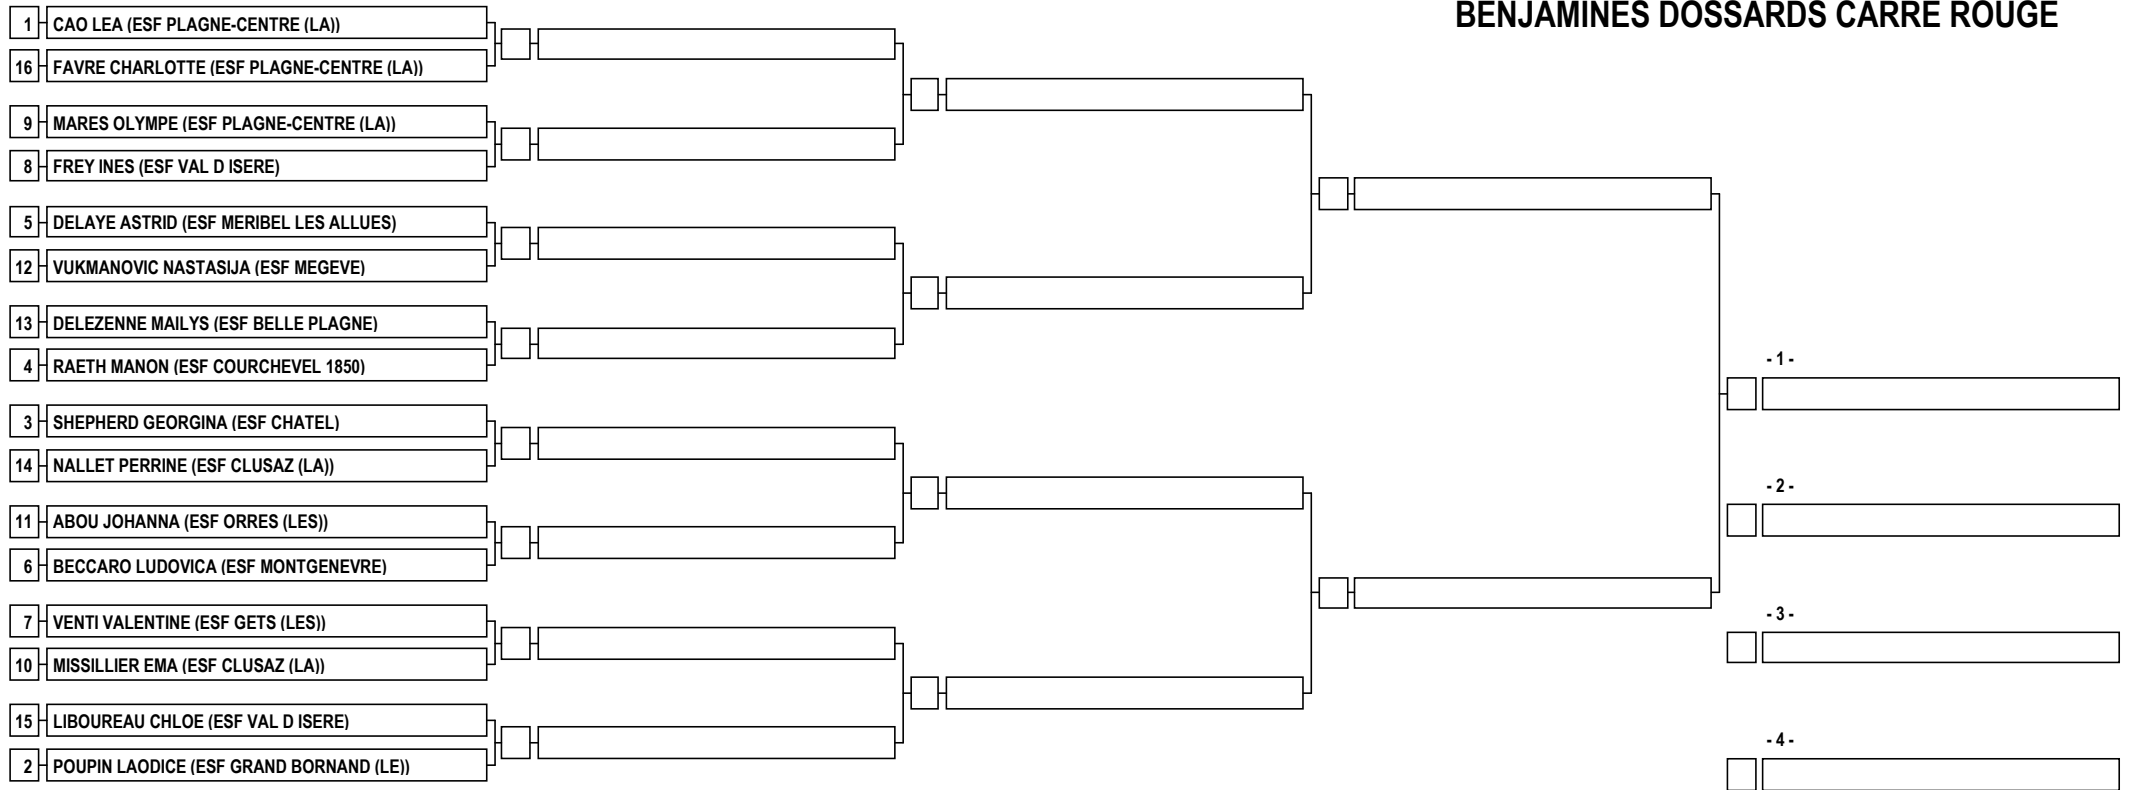 BENJAMINES DOSSARDS CARRE ROUGE
1 CAO LEA (ESF PLAGNE-CENTRE (LA))
16 FAVRE CHARLOTTE (ESF PLAGNE-CENTRE (LA))
9 MARES OLYMPE (ESF PLAGNE-CENTRE (LA))
8 FREY INES (ESF VAL D ISERE)
5 DELAYE ASTRID (ESF MERIBEL LES ALLUES)
12 VUKMANOVIC NASTASIJA (ESF MEGEVE)
13 DELEZENNE MAILYS (ESF BELLE PLAGNE)
4 RAETH MANON (ESF COURCHEVEL 1850)
3 SHEPHERD GEORGINA (ESF CHATEL)
14 NALLET PERRINE (ESF CLUSAZ (LA))
11 ABOU JOHANNA (ESF ORRES (LES))
6 BECCARO LUDOVICA (ESF MONTGENEVRE)
7 VENTI VALENTINE (ESF GETS (LES))
10 MISSILLIER EMA (ESF CLUSAZ (LA))
15 LIBOUREAU CHLOE (ESF VAL D ISERE)
2 POUPIN LAODICE (ESF GRAND BORNAND (LE))
- 1 -
- 2 -
- 3 -
- 4 -